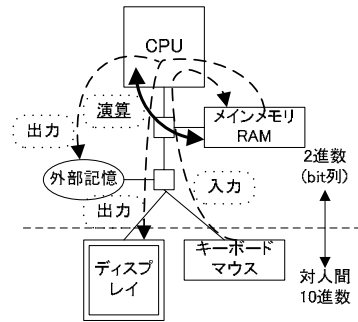 CPU
演算
メインメモリ
RAM
出力
2進数
(bit列)
外部記憶
入力
出力
ディスプ
レイ
キーボード
マウス
対人間
10進数